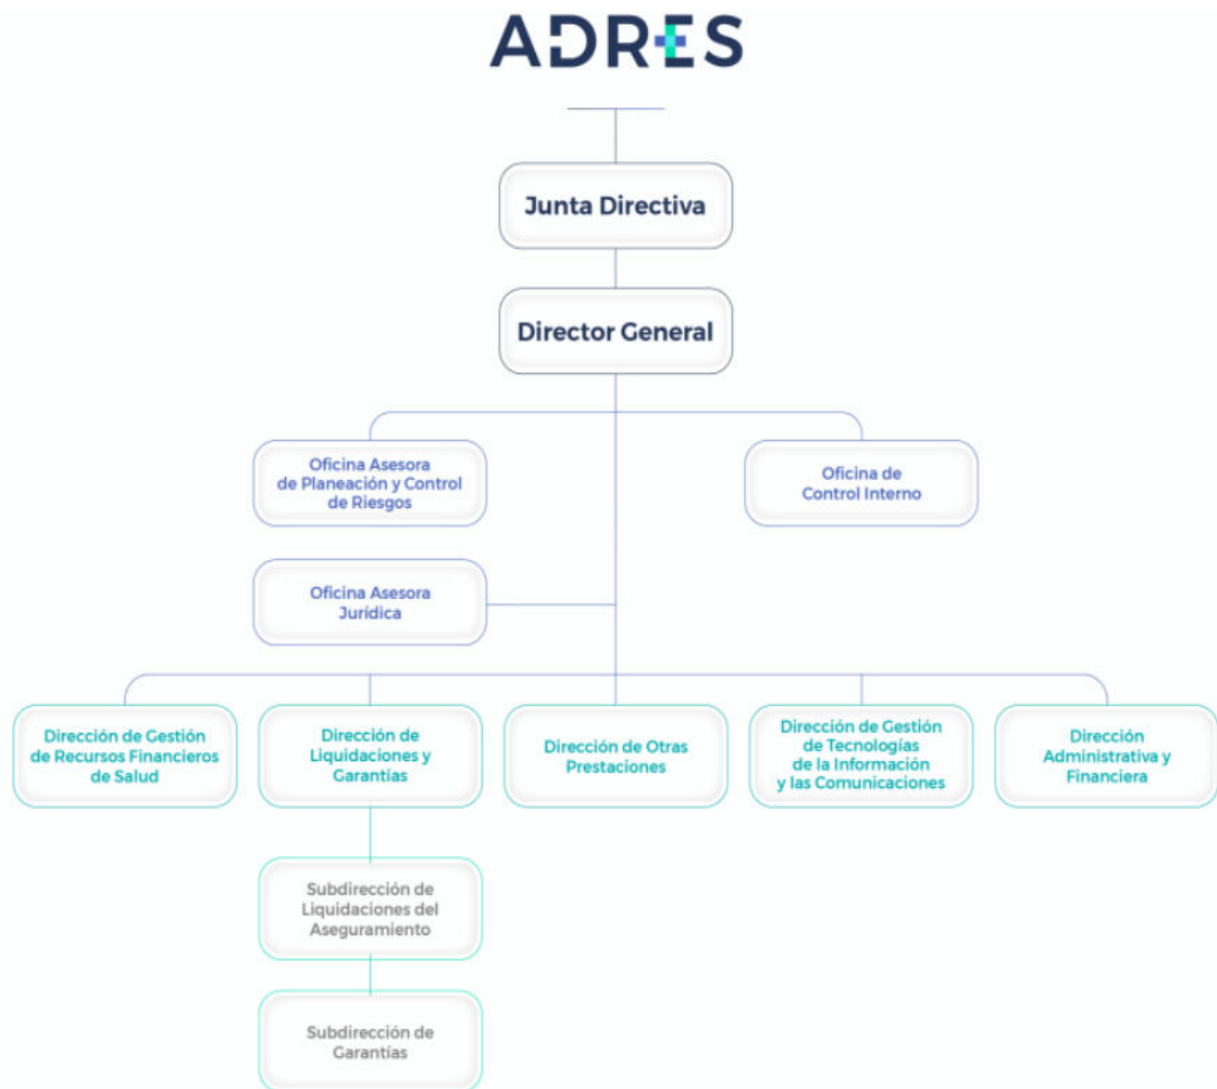 ADRES
Junta Directiva
Director General
Oficina Asesora
de Planeación y Control
de Riesgos
Oficina de
Control Interno
Oficina Asesora
Jurídica
Dirección de Gestión
de Recursos Financieros
de Salud
Dirección de
Liquidaciones y
Garantías
Dirección de Otras
Prestaciones
Dirección de Gestión
de Tecnologías
de la Información
y las Comunicaciones
Dirección
Administrativa y
Financiera
Subdirección de
Liquidaciones del
Aseguramiento
Subdirección de
Garantías